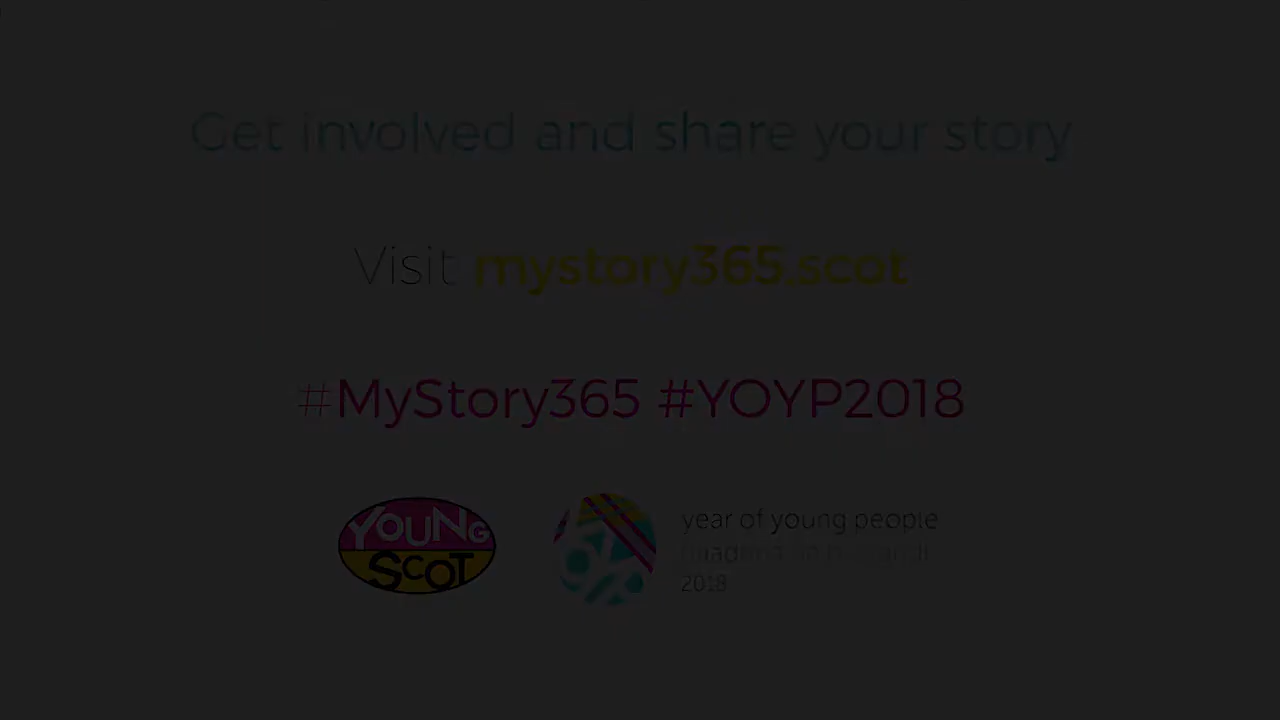 Get involved and share your story
Visit mystory365.scot
#MyStory365 #YOYP2018
YOUNG
SCOT
year of young people
2018